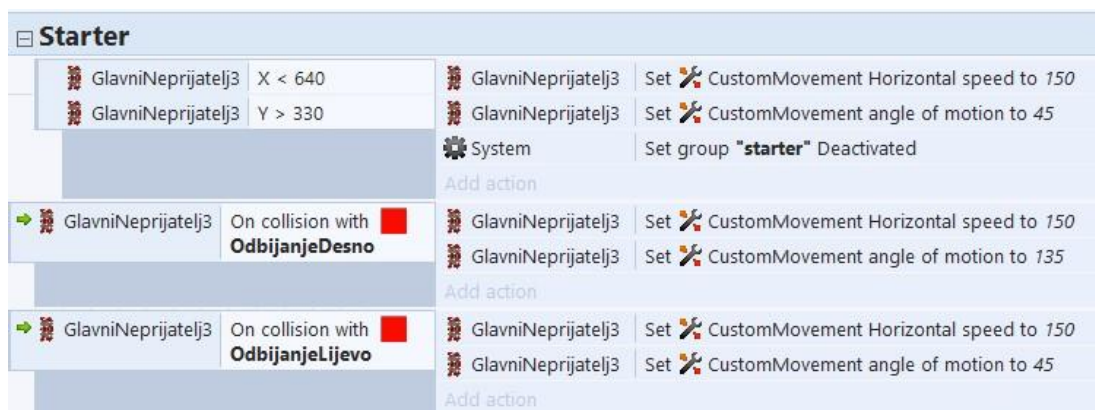 Starter
GlavniNeprijatelj3 X < 640 GlavniNeprijatelj3 Set CustomMovement Horizontal speed to 150
GlavniNeprijatelj3 Y > 330 GlavniNeprijatelj3 Set CustomMovement angle of motion to 45
System Set group "starter" Deactivated
Add action
GlavniNeprijatelj3 On collision with GlavniNeprijatelj3 Set CustomMovement Horizontal speed to 150
OdbijanjeDesno GlavniNeprijatelj3 Set CustomMovement angle of motion to 135
Add action
GlavniNeprijatelj3 On collision with GlavniNeprijatelj3 Set CustomMovement Horizontal speed to 150
OdbijanjeLijevo GlavniNeprijatelj3 Set CustomMovement angle of motion to 45
Add action